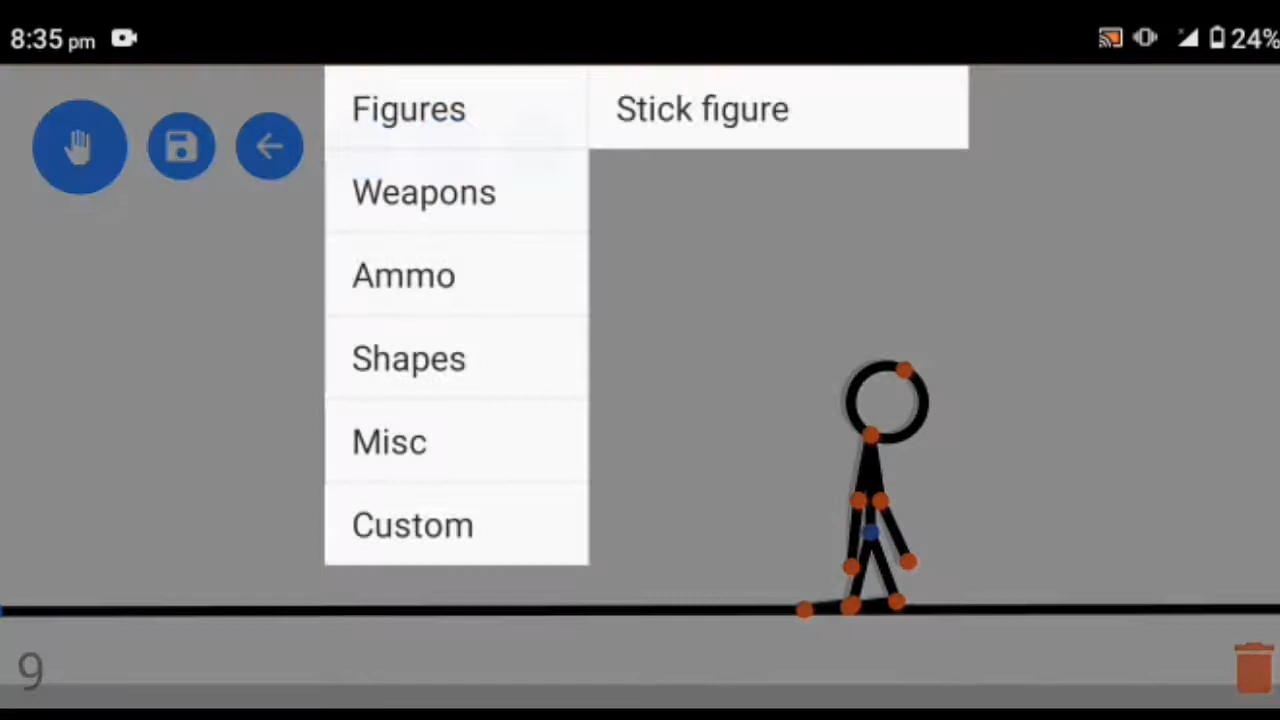 8:35 pm 24%
Figures Stick figure
Weapons
Ammo
Shapes
Misc
Custom
9